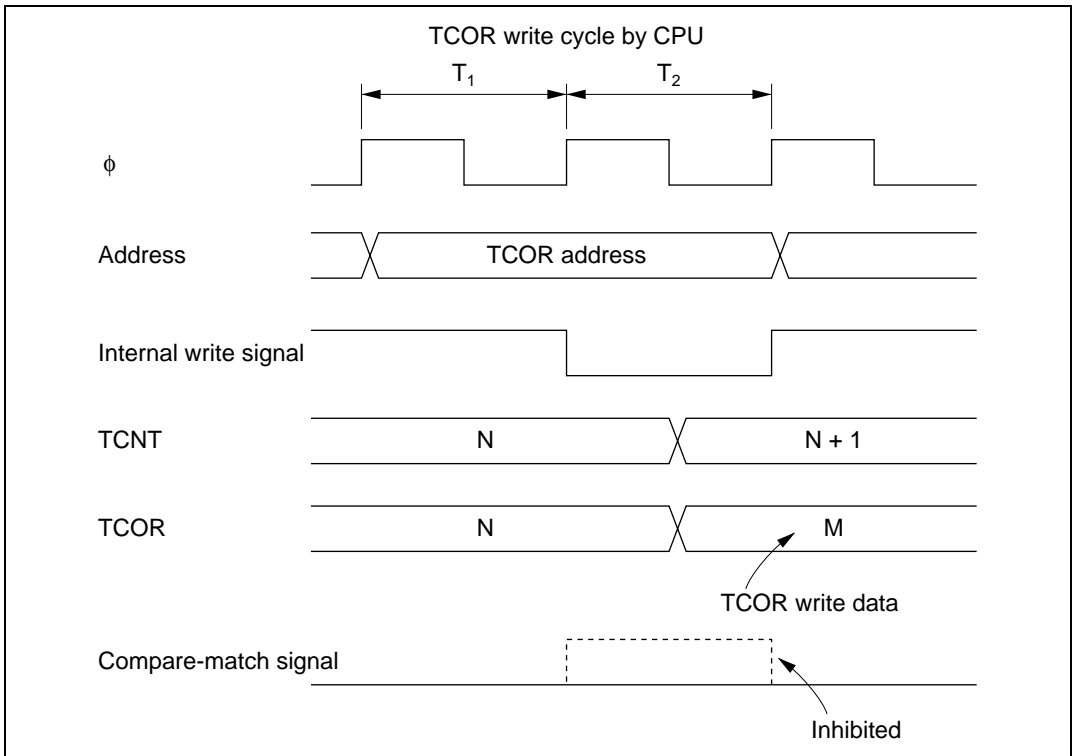 TCOR write cycle by CPU
T1 T2
ϕ
Address TCOR address
Internal write signal
TCNT N N + 1
TCOR N M
TCOR write data
Compare-match signal
Inhibited